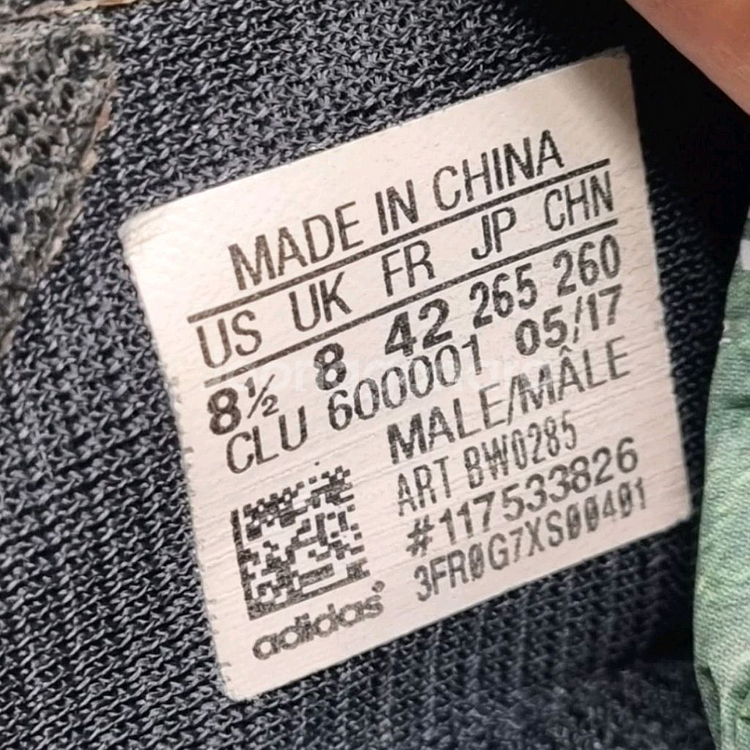 MADE IN CHINA
US UK FR JP CHN
8½ 8 42 265 260
CLU 600001 05/17
MALE/MÂLE
ART BW0285
#117533826
3FR0G7XS00401
adidas®